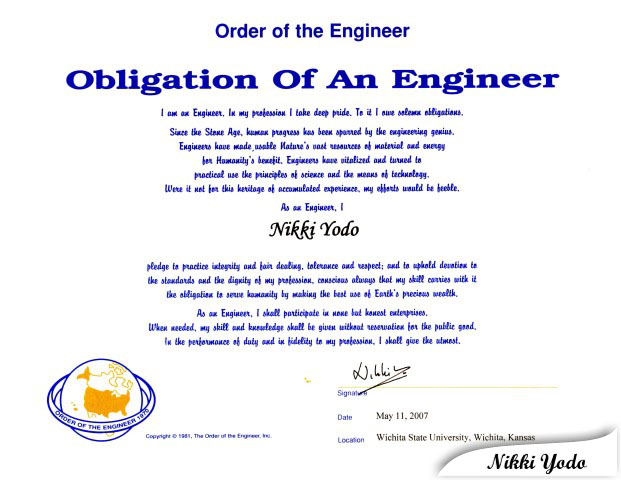 Order of the Engineer
Obligation Of An Engineer
I am an Engineer. In my profession I take deep pride. To it I owe solemn obligations.
Since the Stone Age, human progress has been spurred by the engineering genius.
Engineers have made usable Nature's vast resources of material and energy
for Humanity's benefit. Engineers have vitalized and turned to
practical use the principles of science and the means of technology.
Were it not for this heritage of accumulated experience, my efforts would be feeble.
As an Engineer, I
Nikki Yodo
pledge to practice integrity and fair dealing, tolerance and respect; and to uphold devotion to
the standards and the dignity of my profession, conscious always that my skill carries with it
the obligation to serve humanity by making the best use of Earth's precious wealth.
As an Engineer, I shall participate in none but honest enterprises.
When needed, my skill and knowledge shall be given without reservation for the public good.
In the performance of duty and in fidelity to my profession, I shall give the utmost.
Nikki Yo
Signature
ORDER OF THE ENGINEER 1970
Date May 11, 2007
Copyright © 1981, The Order of the Engineer, Inc.
Location Wichita State University, Wichita, Kansas
Nikki Yodo